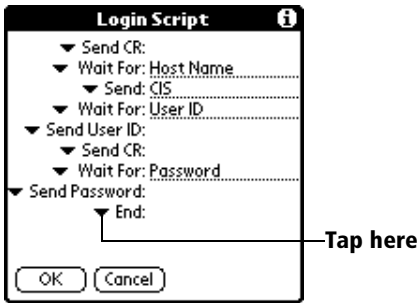 Login Script i
Send CR:
Wait For: Host Name
Send: CIS
Wait For: User ID
Send User ID:
Send CR:
Wait For: Password
Send Password:
End:
Tap here
OK Cancel